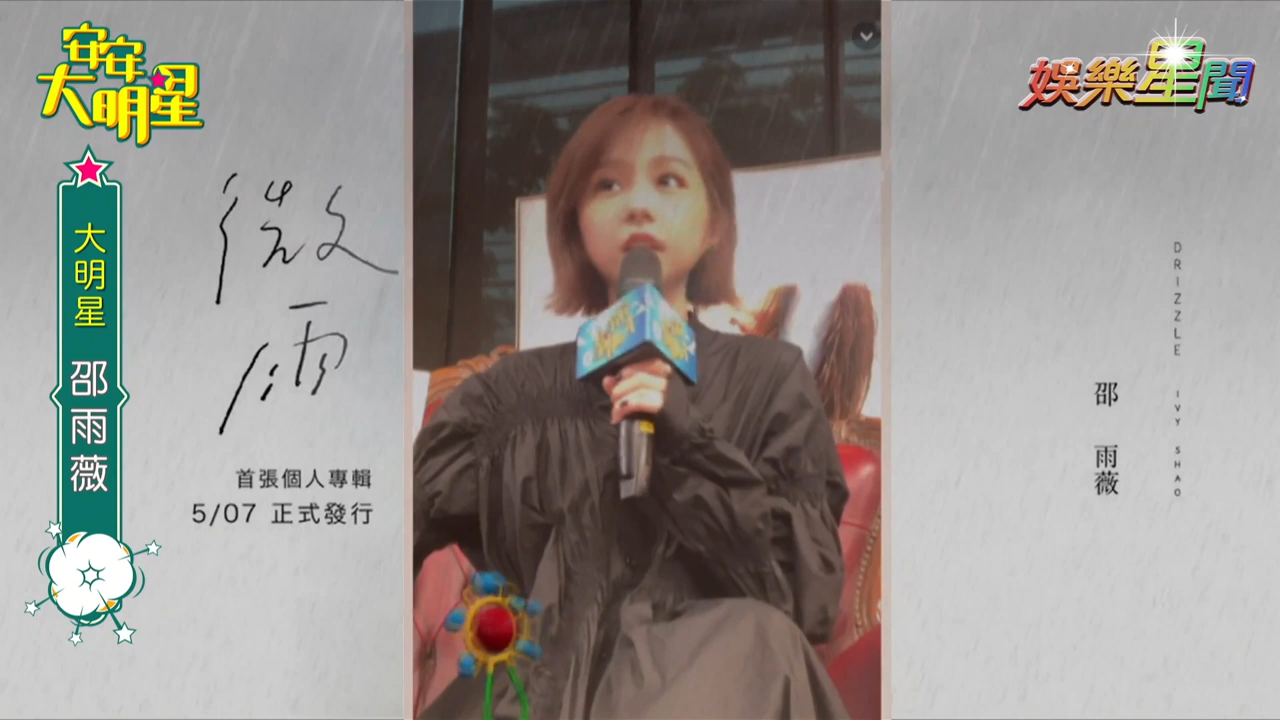 安安
大明星
大明星 邵雨薇
微雨
首張個人專輯
5/07 正式發行
娛樂星聞
DRIZZLE IVY SHAO
邵雨薇